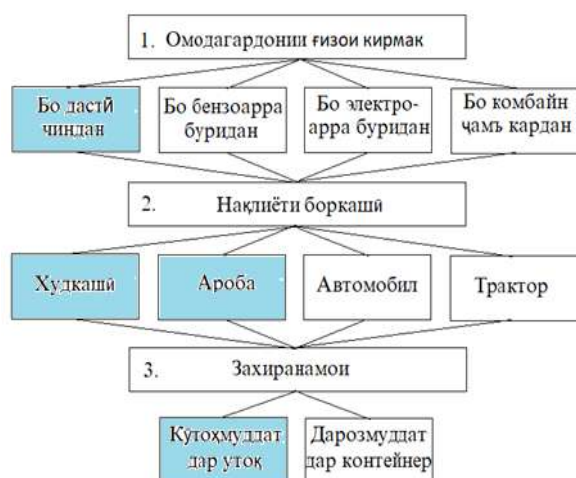 1. Омодагардонии ғизои кирмак
Бо дастӣ
чиндан
Бо бензоарра
буридан
Бо электро-
арра буридан
Бо комбайн
ҷамъ кардан
2. Нақлиёти боркашӣ
Худкашӣ
Ароба
Автомобил
Трактор
3. Захиранамои
Кӯтоҳмуддат
дар утоқ
Дарозмуддат
дар контейнер